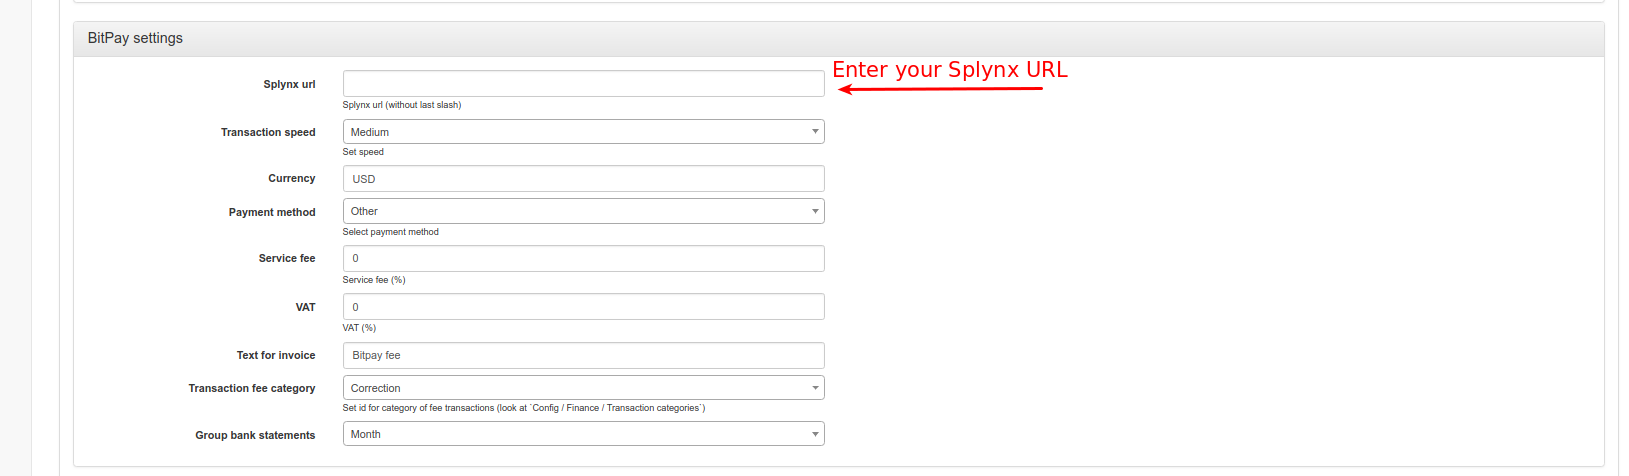 BitPay settings
Enter your Splynx URL
Splynx url
Splynx url (without last slash)
Transaction speed Medium
Set speed
Currency USD
Payment method Other
Select payment method
Service fee 0
Service fee (%)
VAT 0
VAT (%)
Text for invoice Bitpay fee
Transaction fee category Correction
Set id for category of fee transactions (look at `Config / Finance / Transaction categories`)
Group bank statements Month